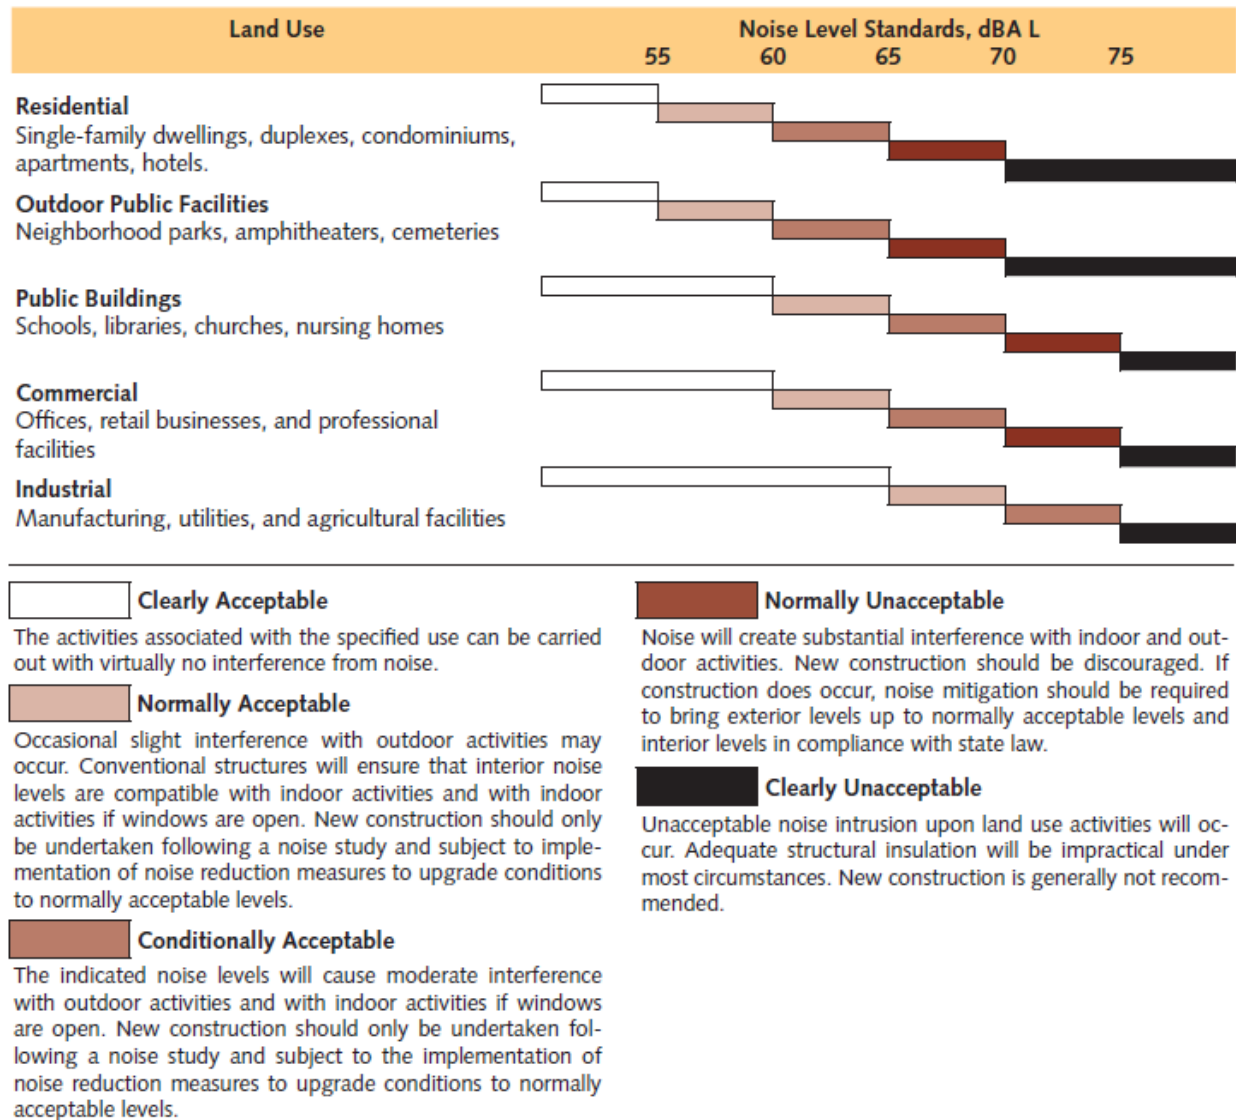 Land Use
Noise Level Standards, dBA L
55 60 65 70 75
Residential
Single-family dwellings, duplexes, condominiums,
apartments, hotels.
Outdoor Public Facilities
Neighborhood parks, amphitheaters, cemeteries
Public Buildings
Schools, libraries, churches, nursing homes
Commercial
Offices, retail businesses, and professional
facilities
Industrial
Manufacturing, utilities, and agricultural facilities
Clearly Acceptable
The activities associated with the specified use can be carried
out with virtually no interference from noise.
Normally Acceptable
Occasional slight interference with outdoor activities may
occur. Conventional structures will ensure that interior noise
levels are compatible with indoor activities and with indoor
activities if windows are open. New construction should only
be undertaken following a noise study and subject to imple-
mentation of noise reduction measures to upgrade conditions
to normally acceptable levels.
Conditionally Acceptable
The indicated noise levels will cause moderate interference
with outdoor activities and with indoor activities if windows
are open. New construction should only be undertaken fol-
lowing a noise study and subject to the implementation of
noise reduction measures to upgrade conditions to normally
acceptable levels.
Normally Unacceptable
Noise will create substantial interference with indoor and out-
door activities. New construction should be discouraged. If
construction does occur, noise mitigation should be required
to bring exterior levels up to normally acceptable levels and
interior levels in compliance with state law.
Clearly Unacceptable
Unacceptable noise intrusion upon land use activities will oc-
cur. Adequate structural insulation will be impractical under
most circumstances. New construction is generally not recom-
mended.